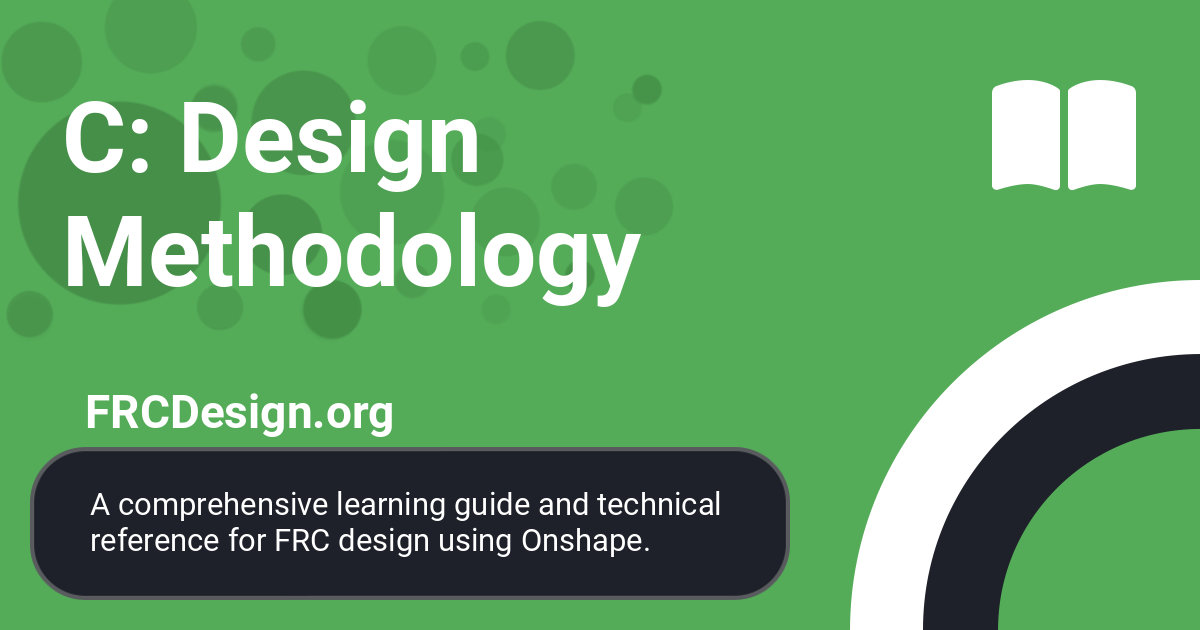 C: Design
Methodology
FRCDesign.org
A comprehensive learning guide and technical
reference for FRC design using Onshape.